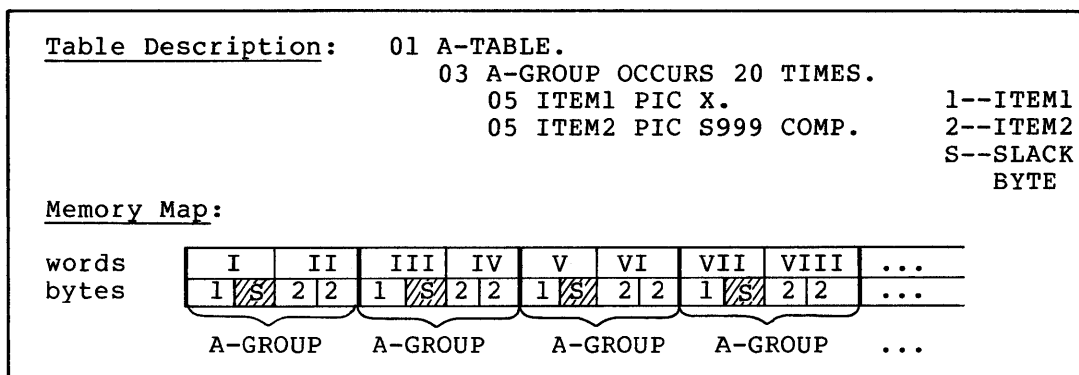 Table Description: 01 A-TABLE.
03 A-GROUP OCCURS 20 TIMES.
05 ITEM1 PIC X. 1--ITEM1
05 ITEM2 PIC S999 COMP. 2--ITEM2
S--SLACK
BYTE
Memory Map:
words I II III IV V VI VII VIII ...
bytes 1 S 2 2 1 S 2 2 1 S 2 2 1 S 2 2 ...
A-GROUP A-GROUP A-GROUP A-GROUP ...